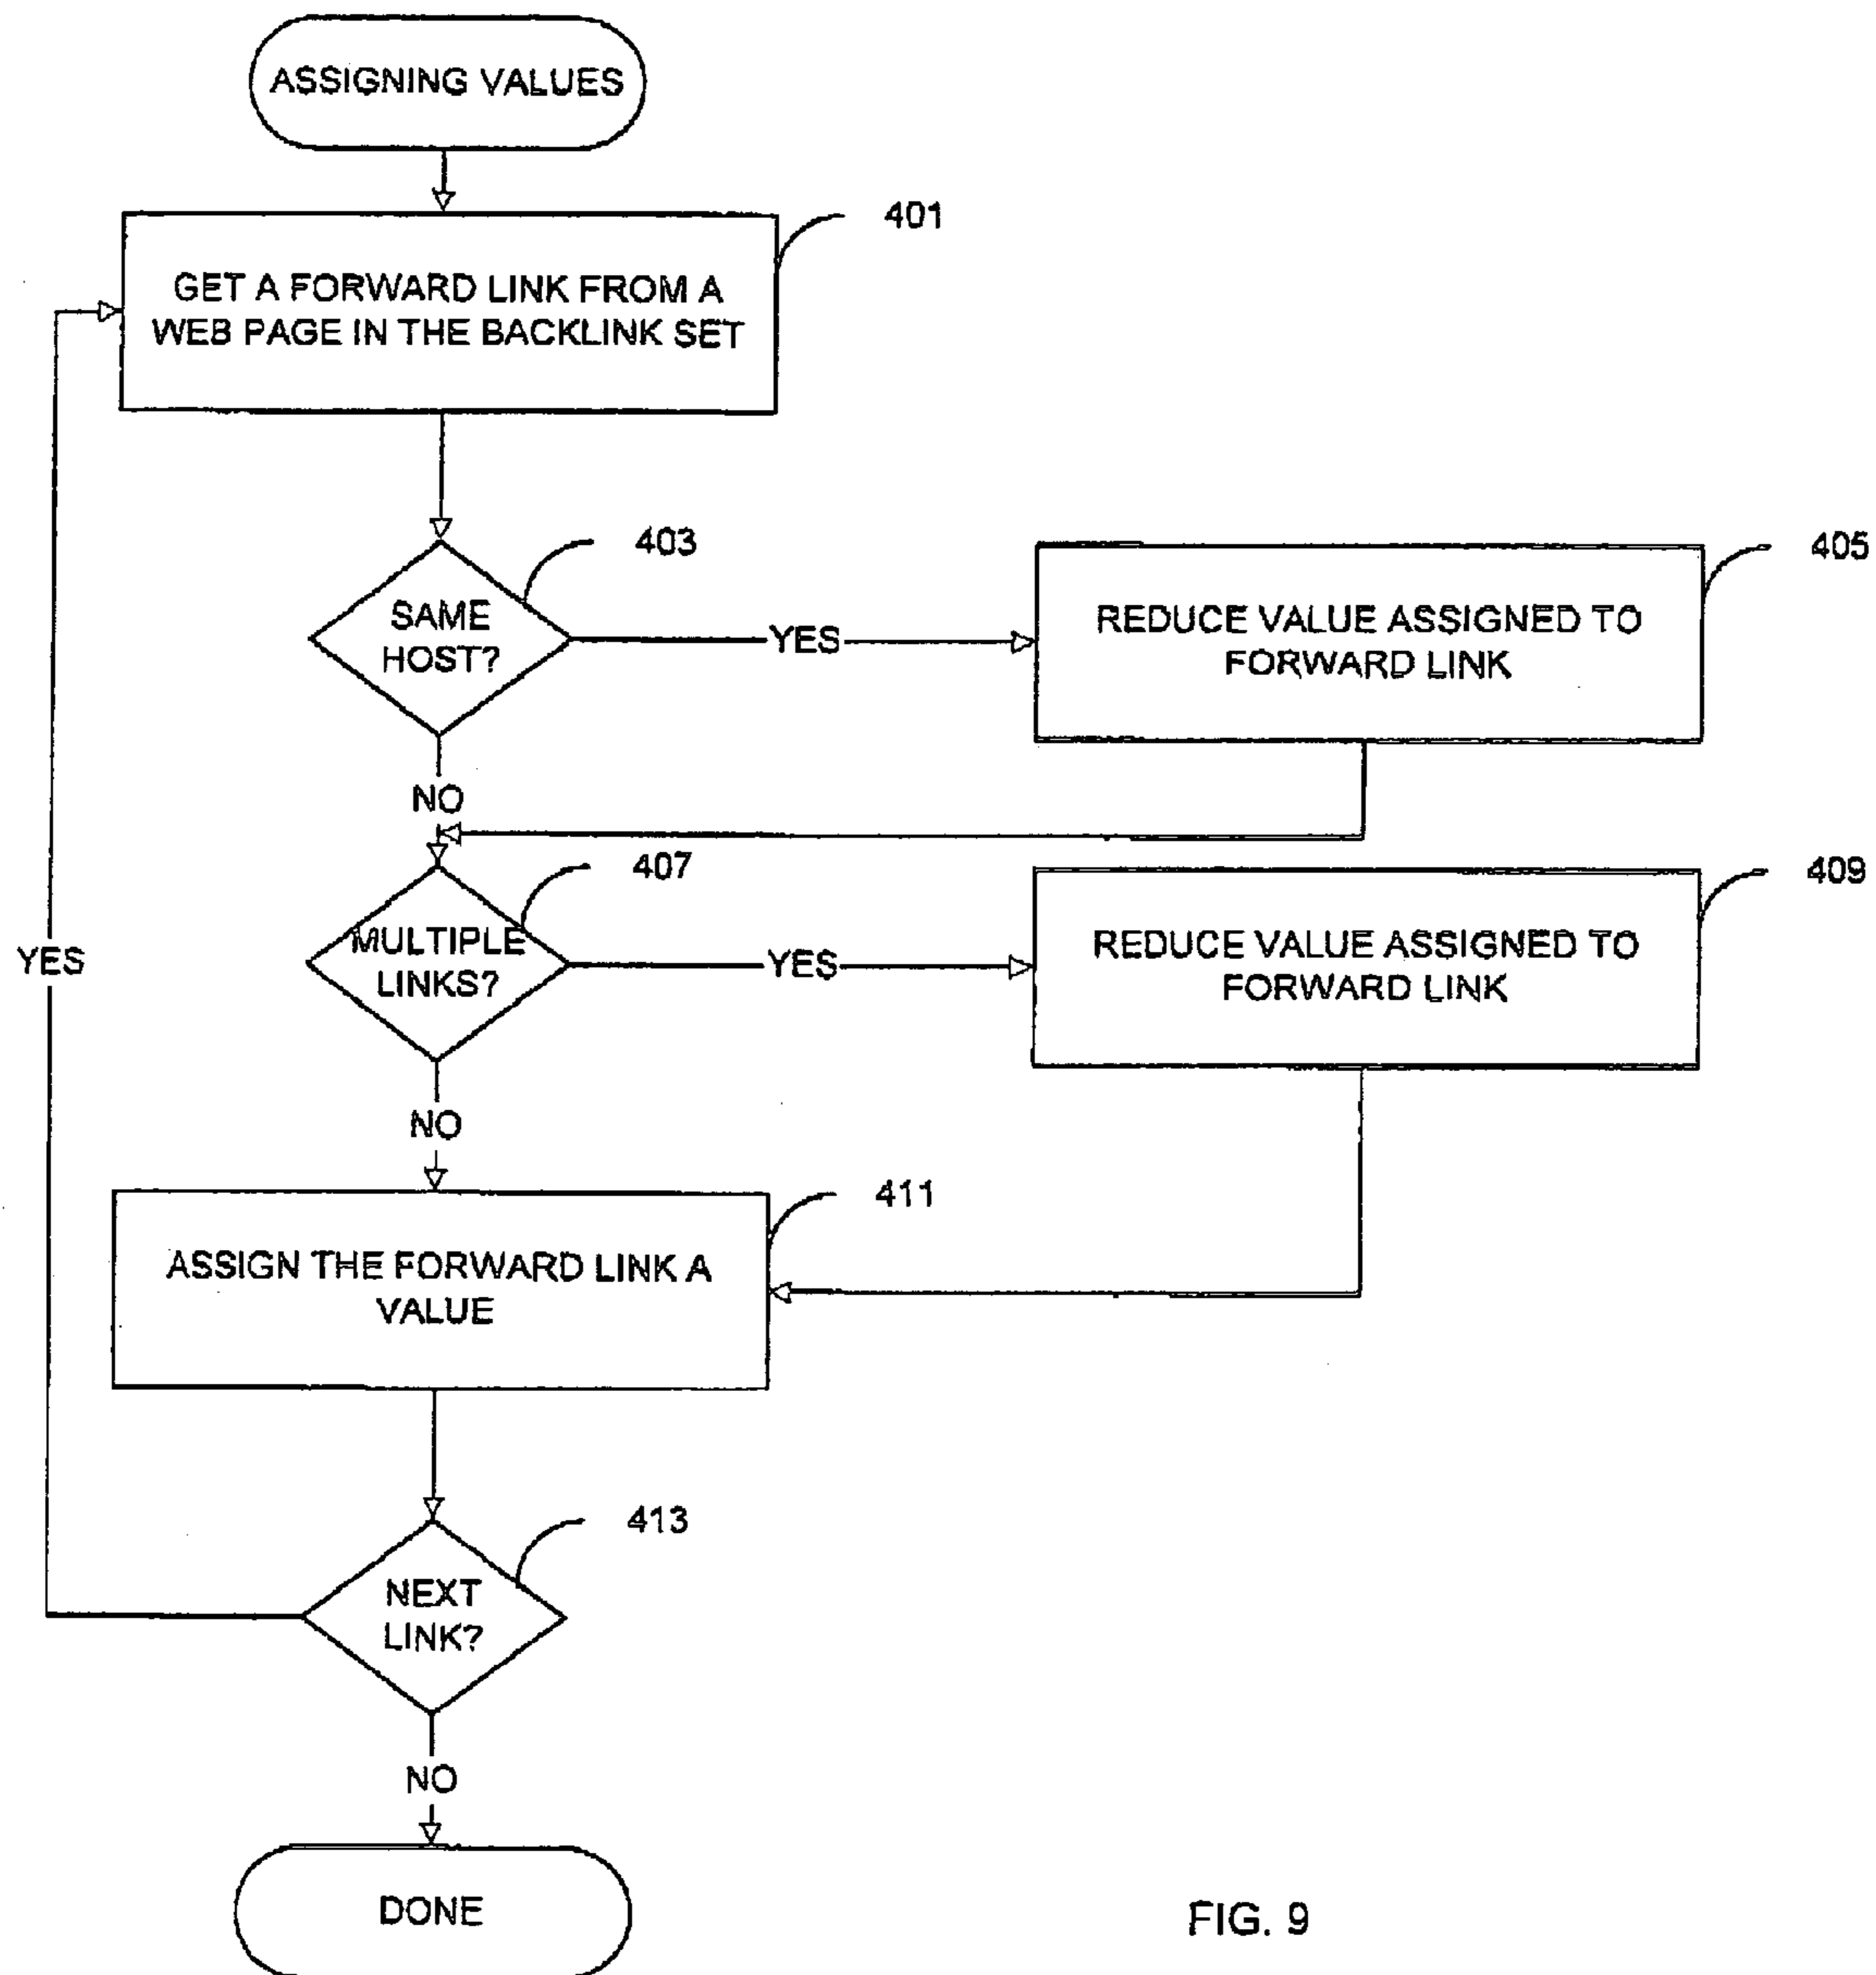 ASSIGNING VALUES
401
GET A FORWARD LINK FROM A
WEB PAGE IN THE BACKLINK SET
403
SAME
HOST?
YES
405
REDUCE VALUE ASSIGNED TO
FORWARD LINK
NO
407
MULTIPLE
LINKS?
YES
409
REDUCE VALUE ASSIGNED TO
FORWARD LINK
YES
NO
411
ASSIGN THE FORWARD LINK A
VALUE
413
NEXT
LINK?
NO
DONE
FIG. 9